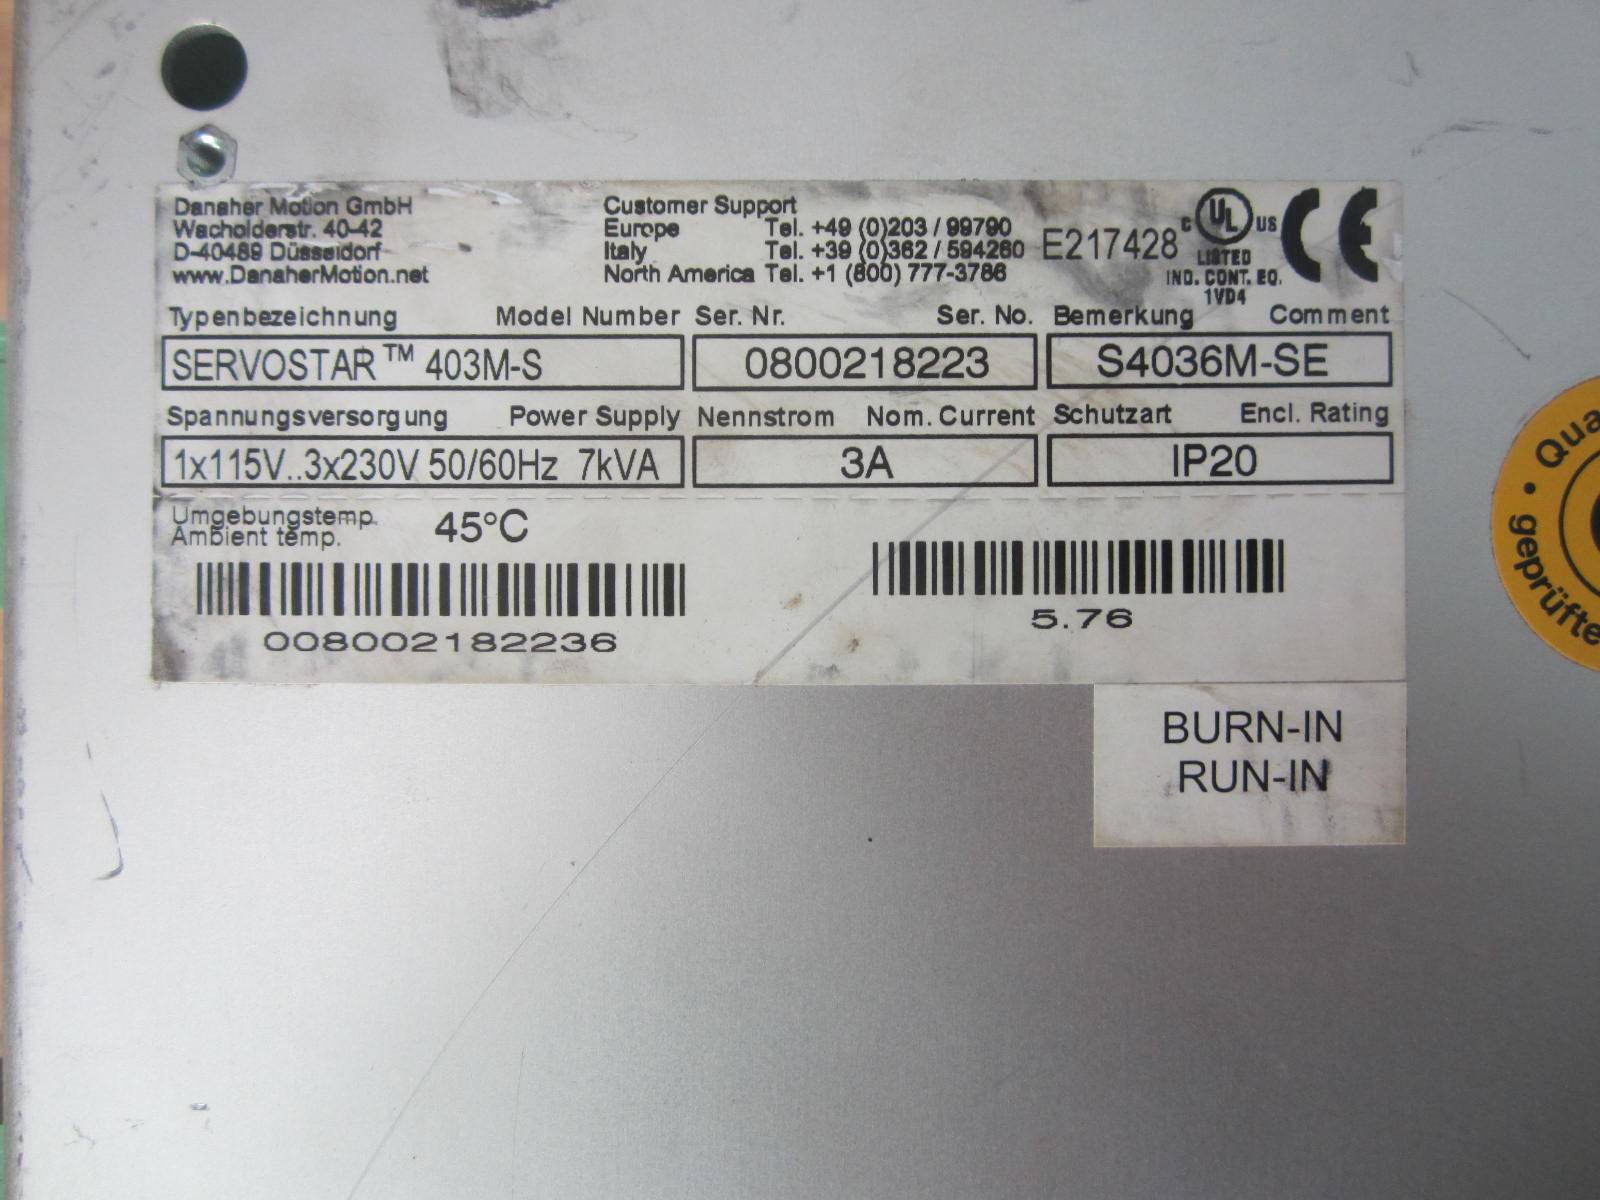 Danaher Motion GmbH
Wacholderstr. 40-42
D-40489 Düsseldorf
www.DanaherMotion.net
Customer Support
Europe Tel. +49 (0)203 / 99790
Italy Tel. +39 (0)362 / 594260
North America Tel. +1 (800) 777-3786
E217428
C UL US
LISTED
IND. CONT. EQ.
1VD4
CE
Typenbezeichnung Model Number
SERVOSTAR™ 403M-S
Ser. Nr. Ser. No.
0800218223
Bemerkung Comment
S4036M-SE
Spannungsversorgung Power Supply
1x115V..3x230V 50/60Hz 7kVA
Nennstrom Nom. Current
3A
Schutzart Encl. Rating
IP20
Umgebungstemp.
Ambient temp. 45°C
008002182236
5.76
BURN-IN
RUN-IN
• geprüfte